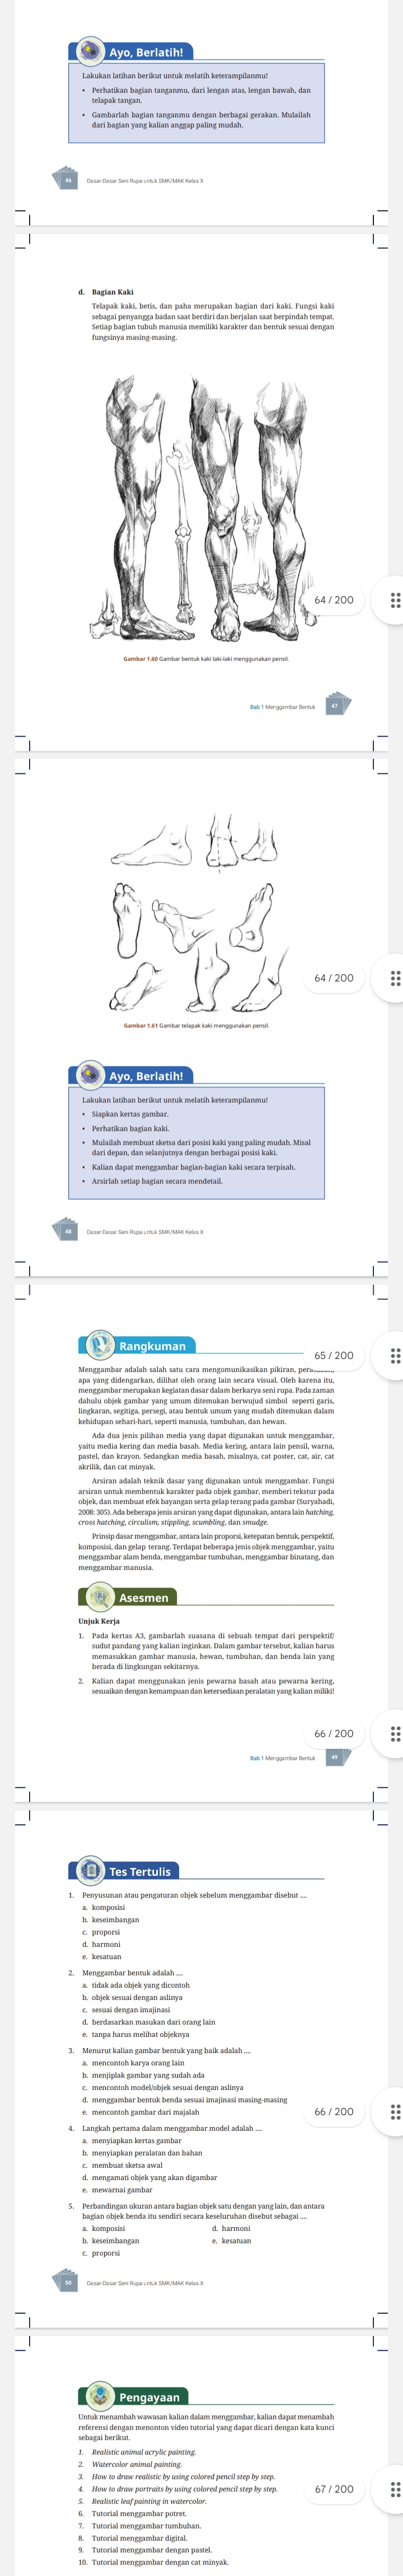 Ayo, Berlatih!
Lakukan latihan berikut untuk melatih keterampilanmu!
• Perhatikan bagian tanganmu, dari lengan atas, lengan bawah, dan
telapak tangan.
• Gambarlah bagian tanganmu dengan berbagai gerakan. Mulailah
dari bagian yang kalian anggap paling mudah.
46
Dasar-Dasar Seni Rupa untuk SMK/MAK Kelas X
d. Bagian Kaki
Telapak kaki, betis, dan paha merupakan bagian dari kaki. Fungsi kaki
sebagai penyangga badan saat berdiri dan berjalan saat berpindah tempat.
Setiap bagian tubuh manusia memiliki karakter dan bentuk sesuai dengan
fungsinya masing-masing.
64 / 200
Gambar 1.60 Gambar bentuk kaki laki-laki menggunakan pensil.
Bab 1 Menggambar Bentuk
47
64 / 200
Gambar 1.61 Gambar telapak kaki menggunakan pensil.
Ayo, Berlatih!
Lakukan latihan berikut untuk melatih keterampilanmu!
• Siapkan kertas gambar.
• Perhatikan bagian kaki.
• Mulailah membuat sketsa dari posisi kaki yang paling mudah. Misal
dari depan, dan selanjutnya dengan berbagai posisi kaki.
• Kalian dapat menggambar bagian-bagian kaki secara terpisah.
• Arsirlah setiap bagian secara mendetail.
48
Dasar-Dasar Seni Rupa untuk SMK/MAK Kelas X
Rangkuman
65 / 200
Menggambar adalah salah satu cara mengomunikasikan pikiran,
apa yang didengarkan, dilihat oleh orang lain secara visual. Oleh karena itu,
menggambar merupakan kegiatan dasar dalam berkarya seni rupa. Pada zaman
dahulu objek gambar yang umum ditemukan berwujud simbol seperti garis,
lingkaran, segitiga, persegi, atau bentuk umum yang mudah ditemukan dalam
kehidupan sehari-hari, seperti manusia, tumbuhan, dan hewan.
Ada dua jenis pilihan media yang dapat digunakan untuk menggambar,
yaitu media kering dan media basah. Media kering, antara lain pensil, warna,
pastel, dan krayon. Sedangkan media basah, misalnya, cat poster, cat, air, cat
akrilik, dan cat minyak.
Arsiran adalah teknik dasar yang digunakan untuk menggambar. Fungsi
arsiran untuk membentuk karakter pada objek gambar, memberi tekstur pada
objek, dan membuat efek bayangan serta gelap terang pada gambar (Suryahadi,
2008: 305). Ada beberapa jenis arsiran yang dapat digunakan, antara lain hatching,
cross hatching, circulism, stippling, scumbling, dan smudge.
Prinsip dasar menggambar, antara lain proporsi, ketepatan bentuk, perspektif,
komposisi, dan gelap terang. Terdapat beberapa jenis objek menggambar, yaitu
menggambar alam benda, menggambar tumbuhan, menggambar binatang, dan
menggambar manusia.
Asesmen
Unjuk Kerja
1. Pada kertas A3, gambarlah suasana di sebuah tempat dari perspektif/
sudut pandang yang kalian inginkan. Dalam gambar tersebut, kalian harus
memasukkan gambar manusia, hewan, tumbuhan, dan benda lain yang
berada di lingkungan sekitarnya.
2. Kalian dapat menggunakan jenis pewarna basah atau pewarna kering,
sesuaikan dengan kemampuan dan ketersediaan peralatan yang kalian miliki!
66 / 200
Bab 1 Menggambar Bentuk
49
Tes Tertulis
1. Penyusunan atau pengaturan objek sebelum menggambar disebut ....
a. komposisi
b. keseimbangan
c. proporsi
d. harmoni
e. kesatuan
2. Menggambar bentuk adalah ....
a. tidak ada objek yang dicontoh
b. objek sesuai dengan aslinya
c. sesuai dengan imajinasi
d. berdasarkan masukan dari orang lain
e. tanpa harus melihat objeknya
3. Menurut kalian gambar bentuk yang baik adalah ....
a. mencontoh karya orang lain
b. menjiplak gambar yang sudah ada
c. mencontoh model/objek sesuai dengan aslinya
d. menggambar bentuk benda sesuai imajinasi masing-masing
e. mencontoh gambar dari majalah
66 / 200
4. Langkah pertama dalam menggambar model adalah ....
a. menyiapkan kertas gambar
b. menyiapkan peralatan dan bahan
c. membuat sketsa awal
d. mengamati objek yang akan digambar
e. mewarnai gambar
5. Perbandingan ukuran antara bagian objek satu dengan yang lain, dan antara
bagian objek benda itu sendiri secara keseluruhan disebut sebagai ....
a. komposisi
d. harmoni
b. keseimbangan
e. kesatuan
c. proporsi
50
Dasar-Dasar Seni Rupa untuk SMK/MAK Kelas X
Pengayaan
Untuk menambah wawasan kalian dalam menggambar, kalian dapat menambah
referensi dengan menonton video tutorial yang dapat dicari dengan kata kunci
sebagai berikut.
1. Realistic animal acrylic painting.
2. Watercolor animal painting.
3. How to draw realistic by using colored pencil step by step.
4. How to draw portraits by using colored pencil step by step.
67 / 200
5. Realistic leaf painting in watercolor.
6. Tutorial menggambar potret.
7. Tutorial menggambar tumbuhan.
8. Tutorial menggambar digital.
9. Tutorial menggambar dengan pastel.
10. Tutorial menggambar dengan cat minyak.